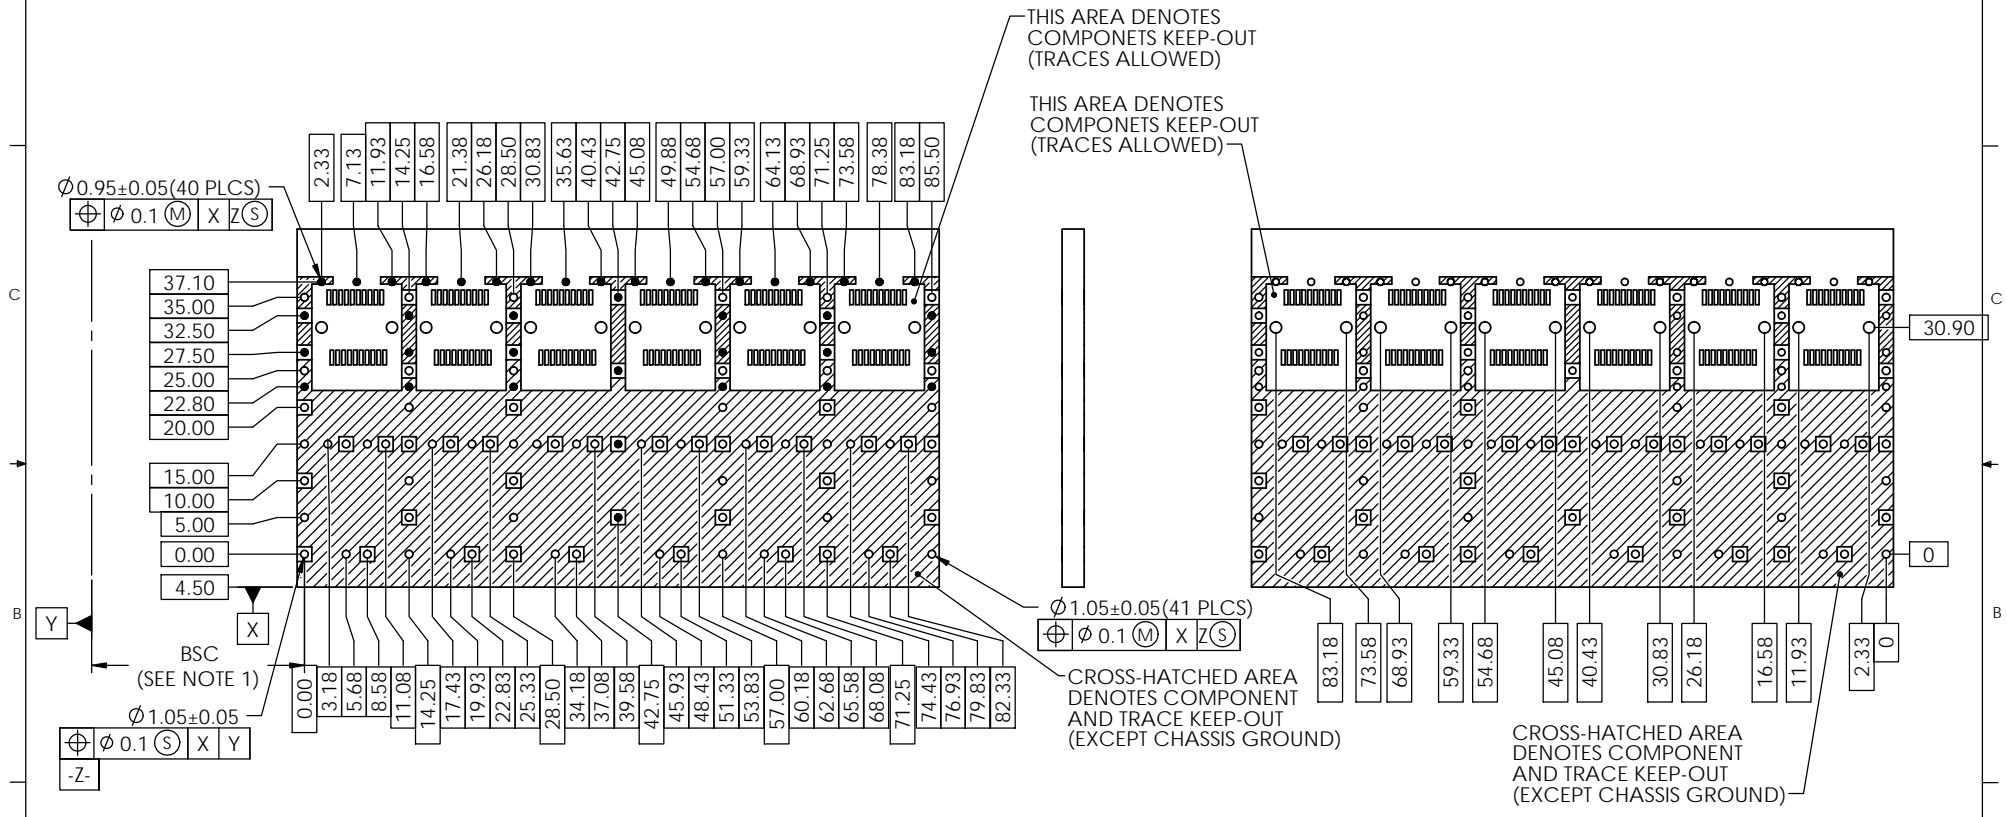 THIS AREA DENOTES
COMPONETS KEEP-OUT
(TRACES ALLOWED)
THIS AREA DENOTES
COMPONETS KEEP-OUT
(TRACES ALLOWED)
2.33 7.13 11.93 14.25 16.58 21.38 26.18 28.50 30.83 35.63 40.43 42.75 45.08 49.88 54.68 57.00 59.33 64.13 68.93 71.25 73.58 78.38 83.18 85.50
Ø0.95±0.05(40 PLCS)
⌖ Ø 0.1 Ⓜ X ZⓈ
37.10
35.00
32.50
27.50
25.00
22.80
20.00
15.00
10.00
5.00
0.00
4.50
C
C
30.90
0
B
B
Y
X
BSC
(SEE NOTE 1)
Ø1.05±0.05
⌖ Ø 0.1 Ⓢ X Y
-Z-
0.00 3.18 5.68 8.58 11.08 14.25 17.43 19.93 22.83 25.33 28.50 34.18 37.08 39.58 42.75 45.93 48.43 51.33 53.83 57.00 60.18 62.68 65.58 68.08 71.25 74.43 76.93 79.83 82.33
Ø1.05±0.05(41 PLCS)
⌖ Ø 0.1 Ⓜ X ZⓈ
CROSS-HATCHED AREA
DENOTES COMPONENT
AND TRACE KEEP-OUT
(EXCEPT CHASSIS GROUND)
83.18 73.58 68.93 59.33 54.68 45.08 40.43 30.83 26.18 16.58 11.93 2.33 0
CROSS-HATCHED AREA
DENOTES COMPONENT
AND TRACE KEEP-OUT
(EXCEPT CHASSIS GROUND)